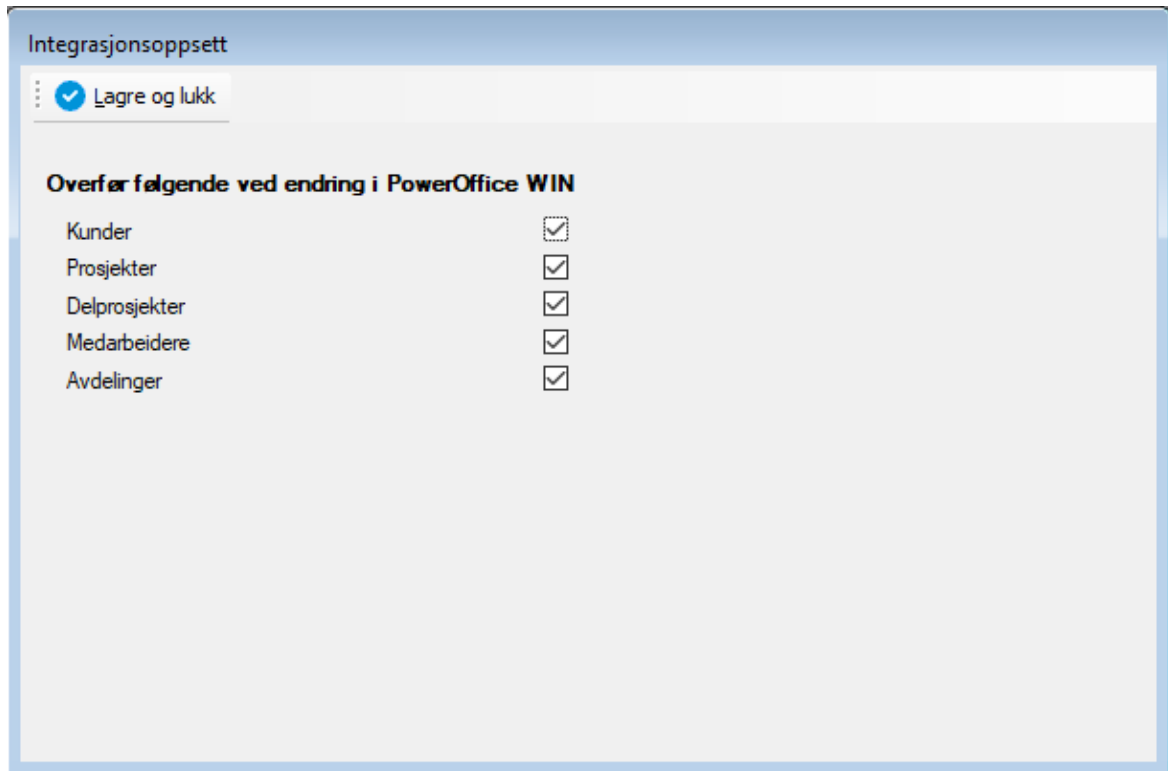 Integrasjonsoppsett
Lagre og lukk
Overfør følgende ved endring i PowerOffice WIN
Kunder
Prosjekter
Delprosjekter
Medarbeidere
Avdelinger